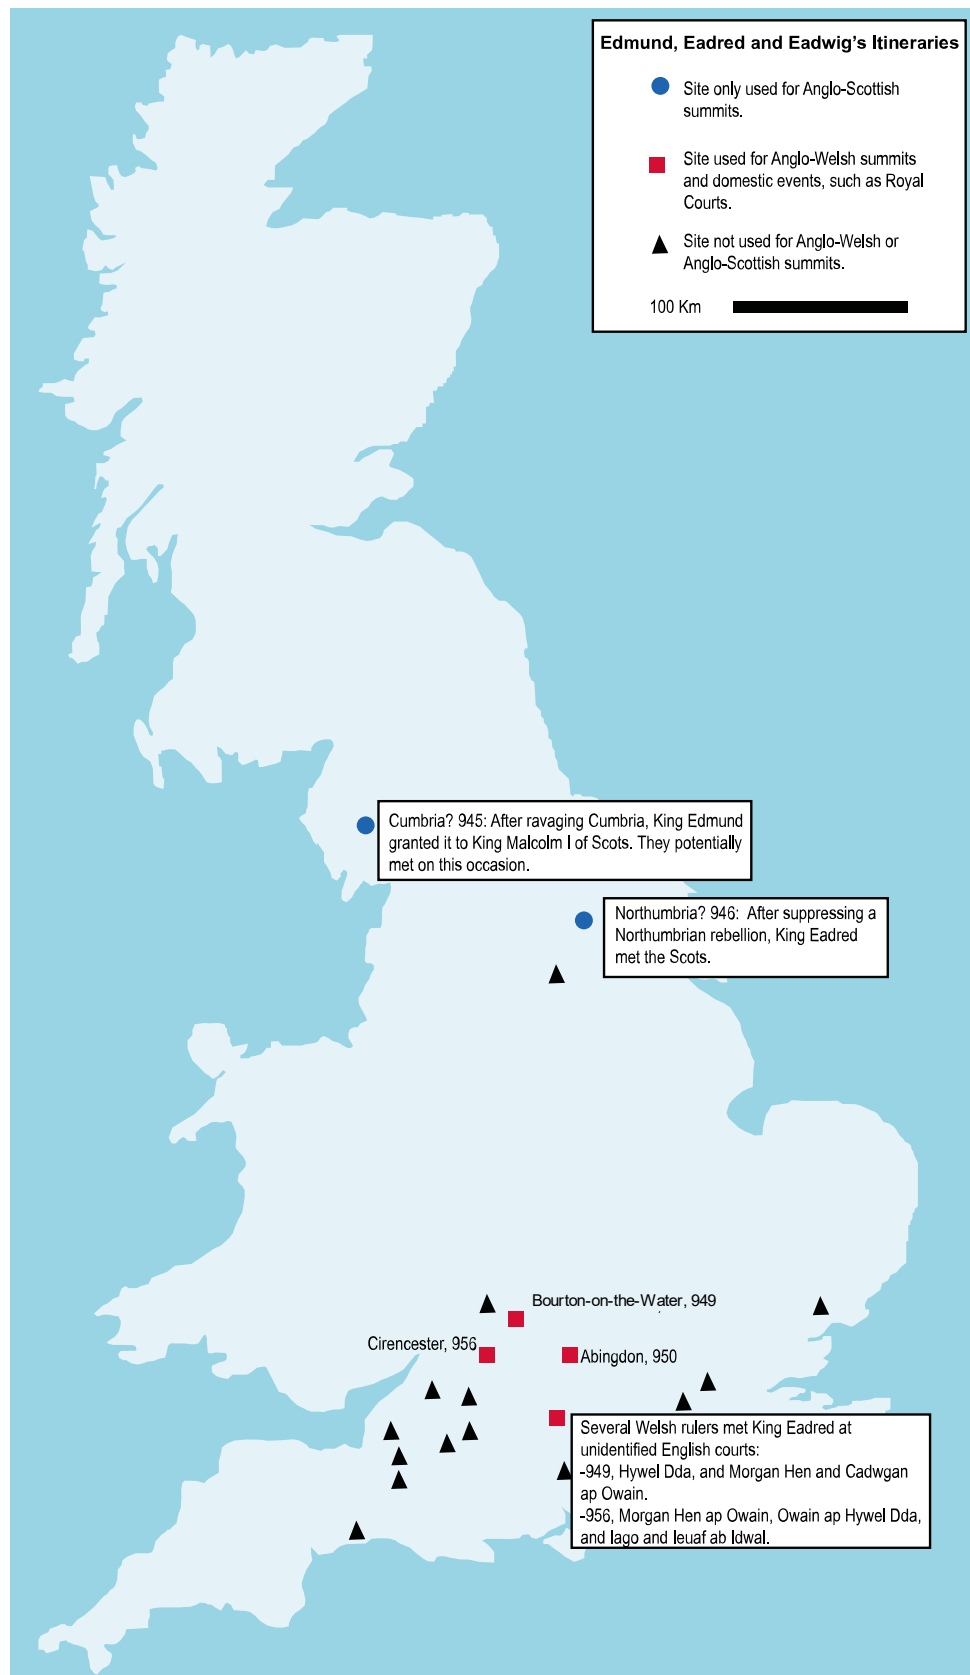 Edmund, Eadred and Eadwig's Itineraries
Site only used for Anglo-Scottish
summits.
Site used for Anglo-Welsh summits
and domestic events, such as Royal
Courts.
Site not used for Anglo-Welsh or
Anglo-Scottish summits.
100 Km
Cumbria? 945: After ravaging Cumbria, King Edmund
granted it to King Malcolm I of Scots. They potentially
met on this occasion.
Northumbria? 946: After suppressing a
Northumbrian rebellion, King Eadred
met the Scots.
Bourton-on-the-Water, 949
Cirencester, 956
Abingdon, 950
Several Welsh rulers met King Eadred at
unidentified English courts:
-949, Hywel Dda, and Morgan Hen and Cadwgan
ap Owain.
-956, Morgan Hen ap Owain, Owain ap Hywel Dda,
and Iago and Ieuaf ab Idwal.